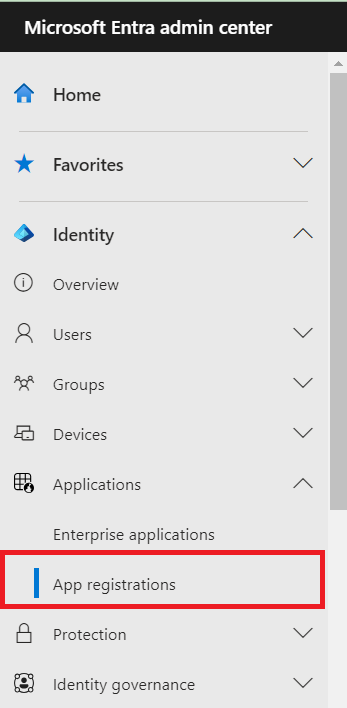 Microsoft Entra admin center
Home
Favorites
Identity
Overview
Users
Groups
Devices
Applications
Enterprise applications
App registrations
Protection
Identity governance